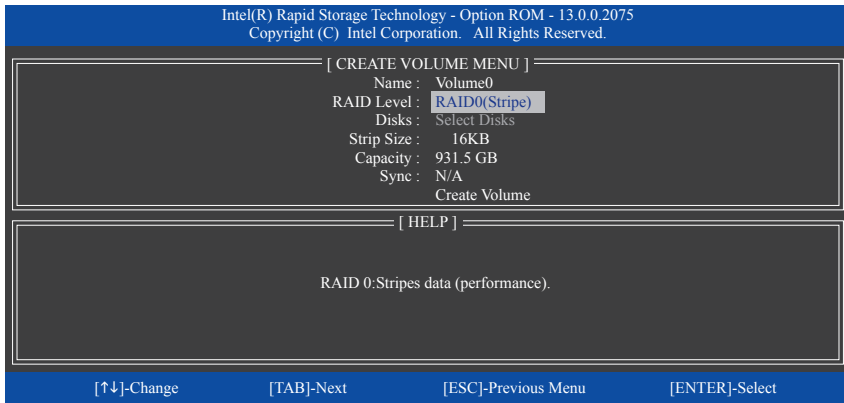 Intel(R) Rapid Storage Technology - Option ROM - 13.0.0.2075
Copyright (C) Intel Corporation. All Rights Reserved.
[ CREATE VOLUME MENU ]
Name : Volume0
RAID Level : RAID0(Stripe)
Disks : Select Disks
Strip Size : 16KB
Capacity : 931.5 GB
Sync : N/A
Create Volume
[ HELP ]
RAID 0:Stripes data (performance).
[↑↓]-Change [TAB]-Next [ESC]-Previous Menu [ENTER]-Select